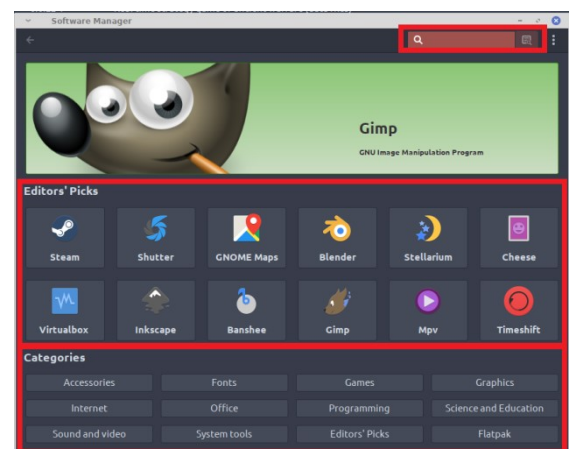 Software Manager
Gimp
GNU Image Manipulation Program
Editors' Picks
Steam
Shutter
GNOME Maps
Blender
Stellarium
Cheese
Virtualbox
Inkscape
Banshee
Gimp
Mpv
Timeshift
Categories
Accessories
Fonts
Games
Graphics
Internet
Office
Programming
Science and Education
Sound and video
System tools
Editors' Picks
Flatpak